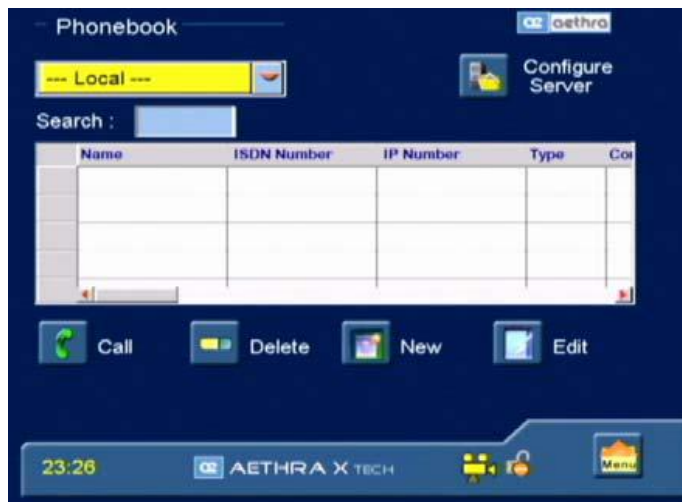 Phonebook
aethra
--- Local ---
Configure
Server
Search :
Name ISDN Number IP Number Type Co
Call Delete New Edit
23:26 AETHRA X TECH Menu